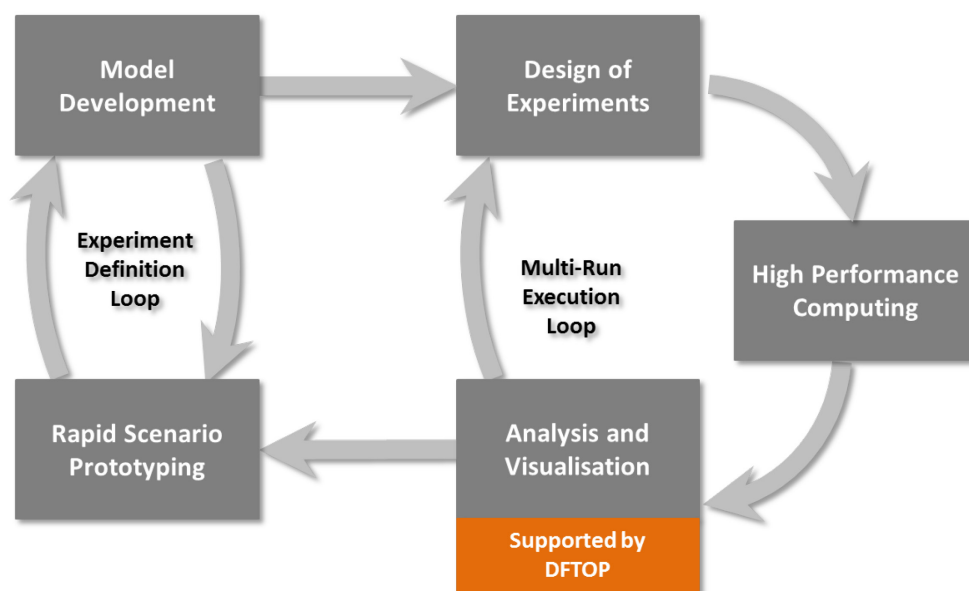 Model
Development
Design of
Experiments
Experiment
Definition
Loop
Multi-Run
Execution
Loop
High Performance
Computing
Rapid Scenario
Prototyping
Analysis and
Visualisation
Supported by
DFTOP